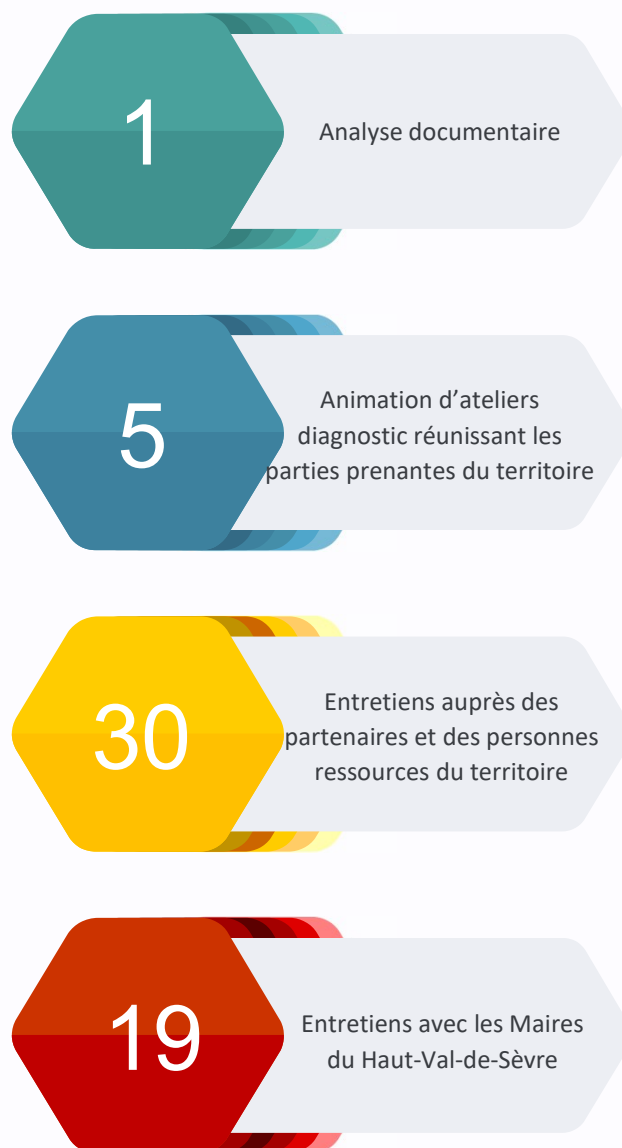 1
Analyse documentaire
5
Animation d'ateliers
diagnostic réunissant les
parties prenantes du territoire
30
Entretiens auprès des
partenaires et des personnes
ressources du territoire
19
Entretiens avec les Maires
du Haut-Val-de-Sèvre